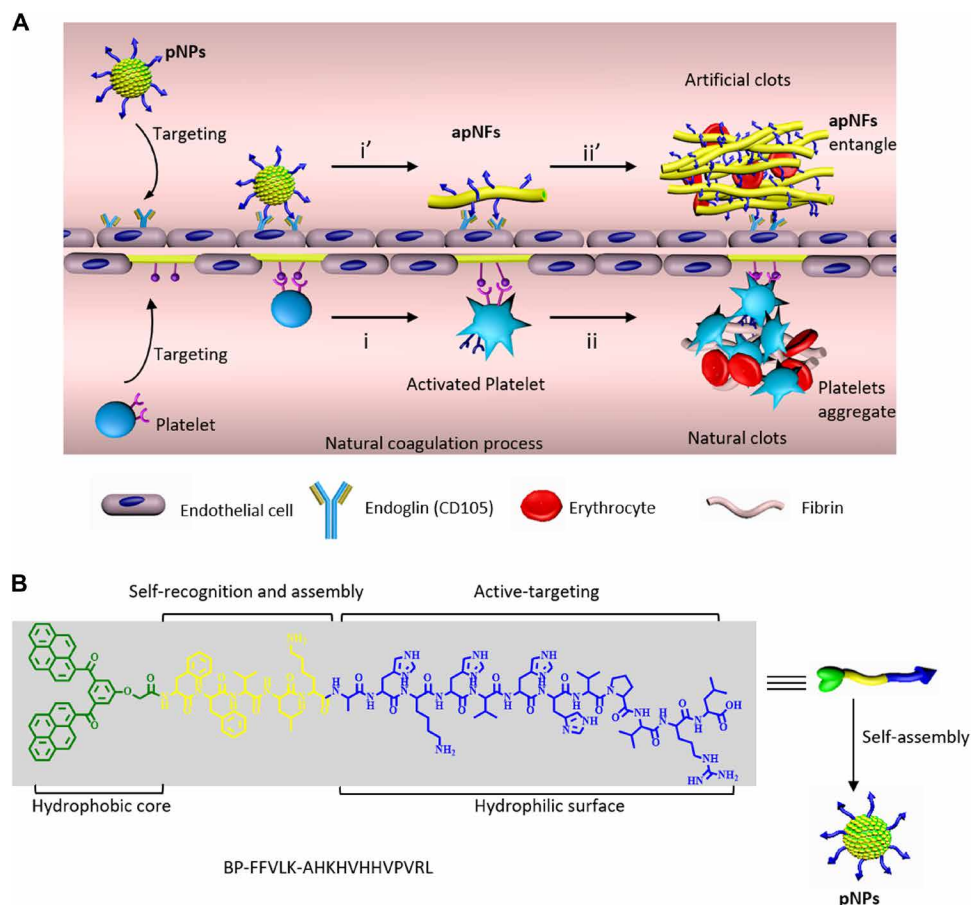 A
pNPs
Targeting
i’
apNFs
ii’
Artificial clots
apNFs
entangle
Targeting
Platelet
i
Activated Platelet
ii
Platelets
aggregate
Natural coagulation process
Natural clots
Endothelial cell
Endoglin (CD105)
Erythrocyte
Fibrin
B
Self-recognition and assembly
Active-targeting
Hydrophobic core
Hydrophilic surface
BP-FFVLK-AHKHVHHVPVRL
Self-assembly
pNPs